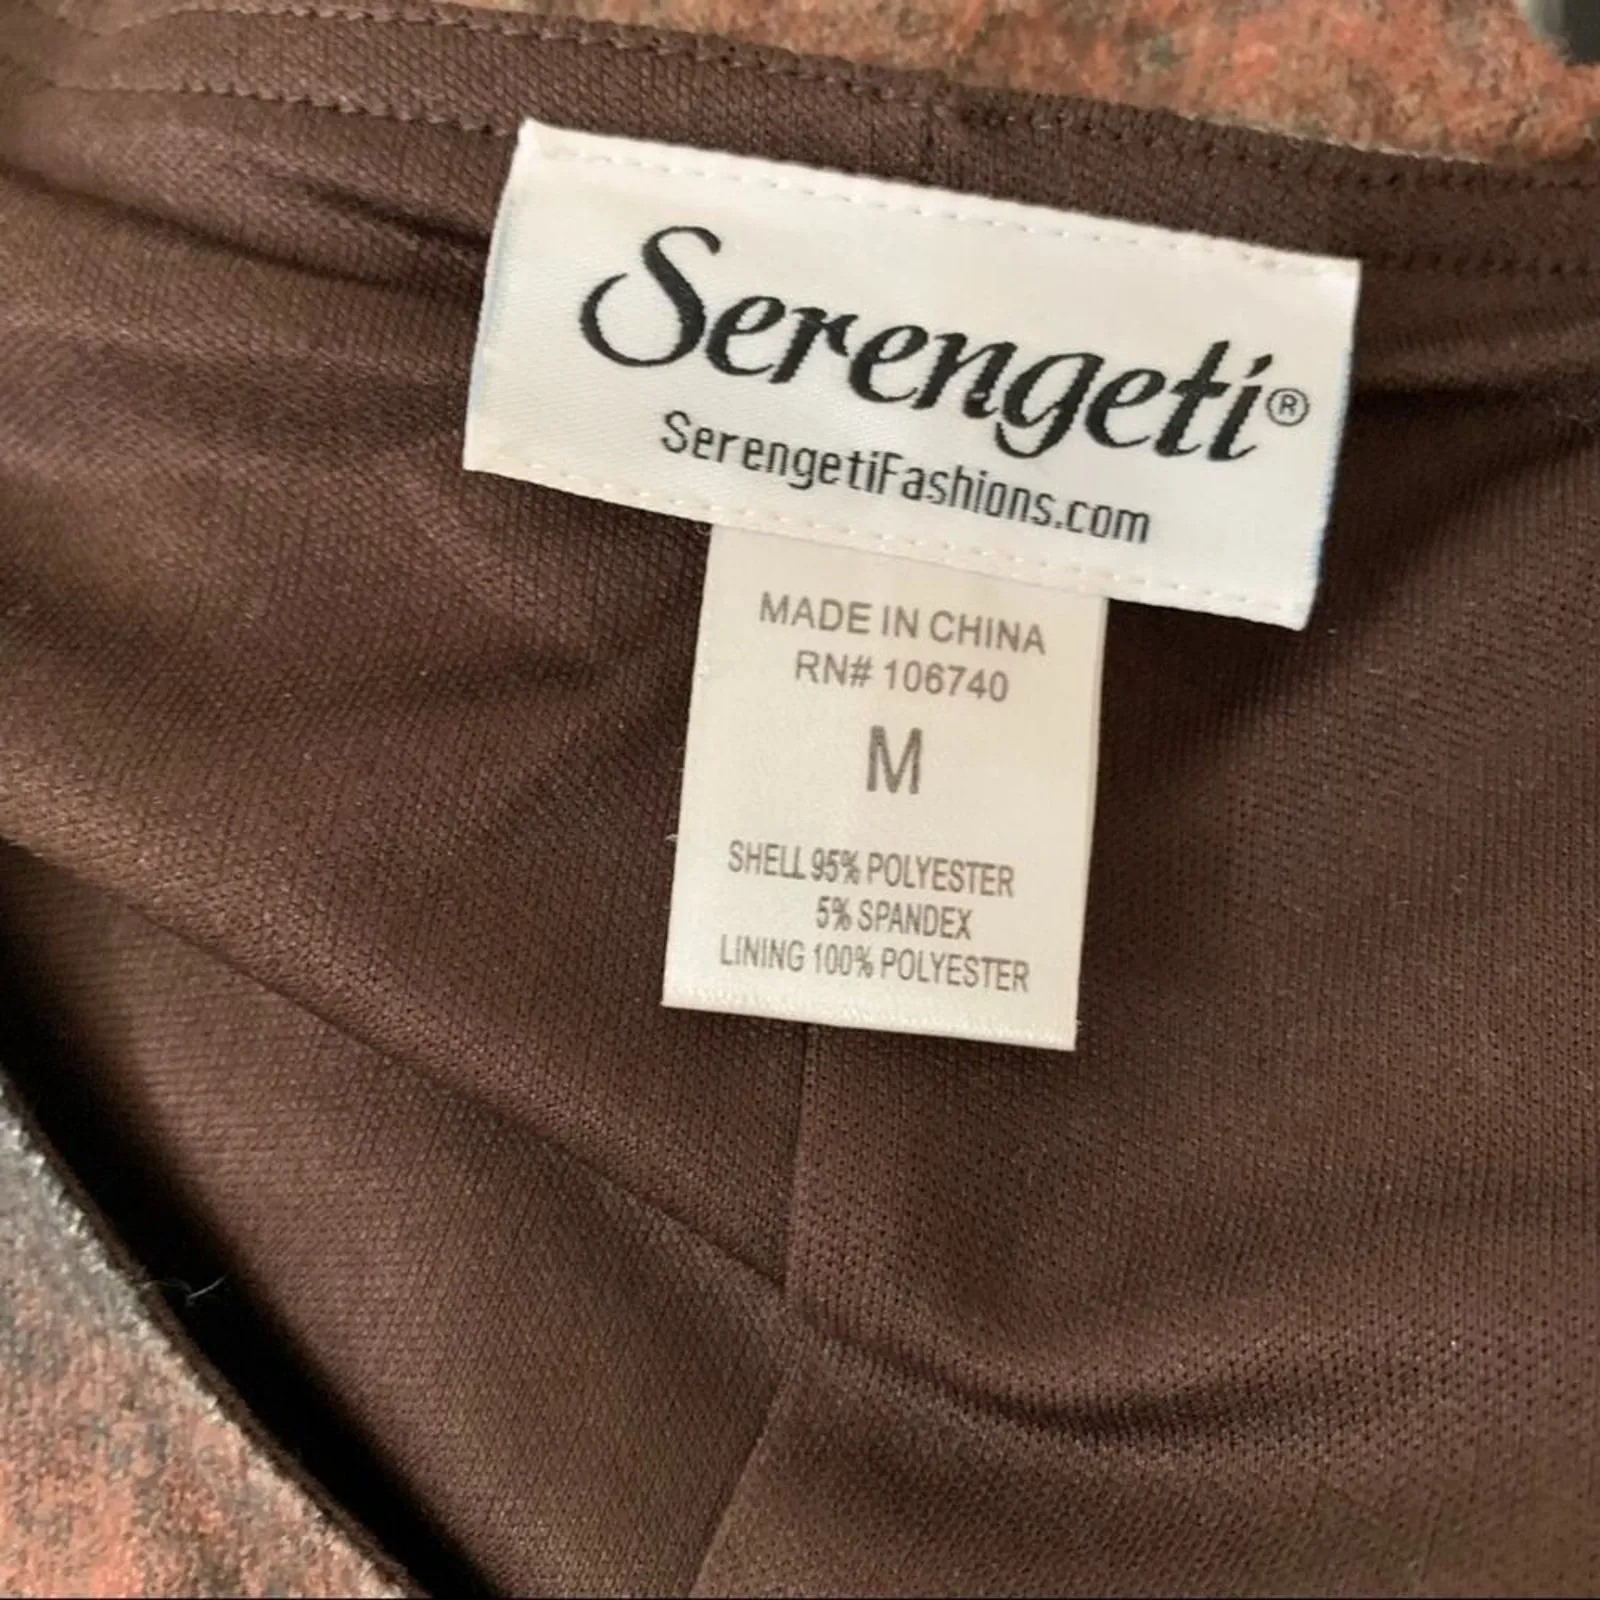 Serengeti®
SerengetiFashions.com
MADE IN CHINA
RN# 106740
M
SHELL 95% POLYESTER
5% SPANDEX
LINING 100% POLYESTER